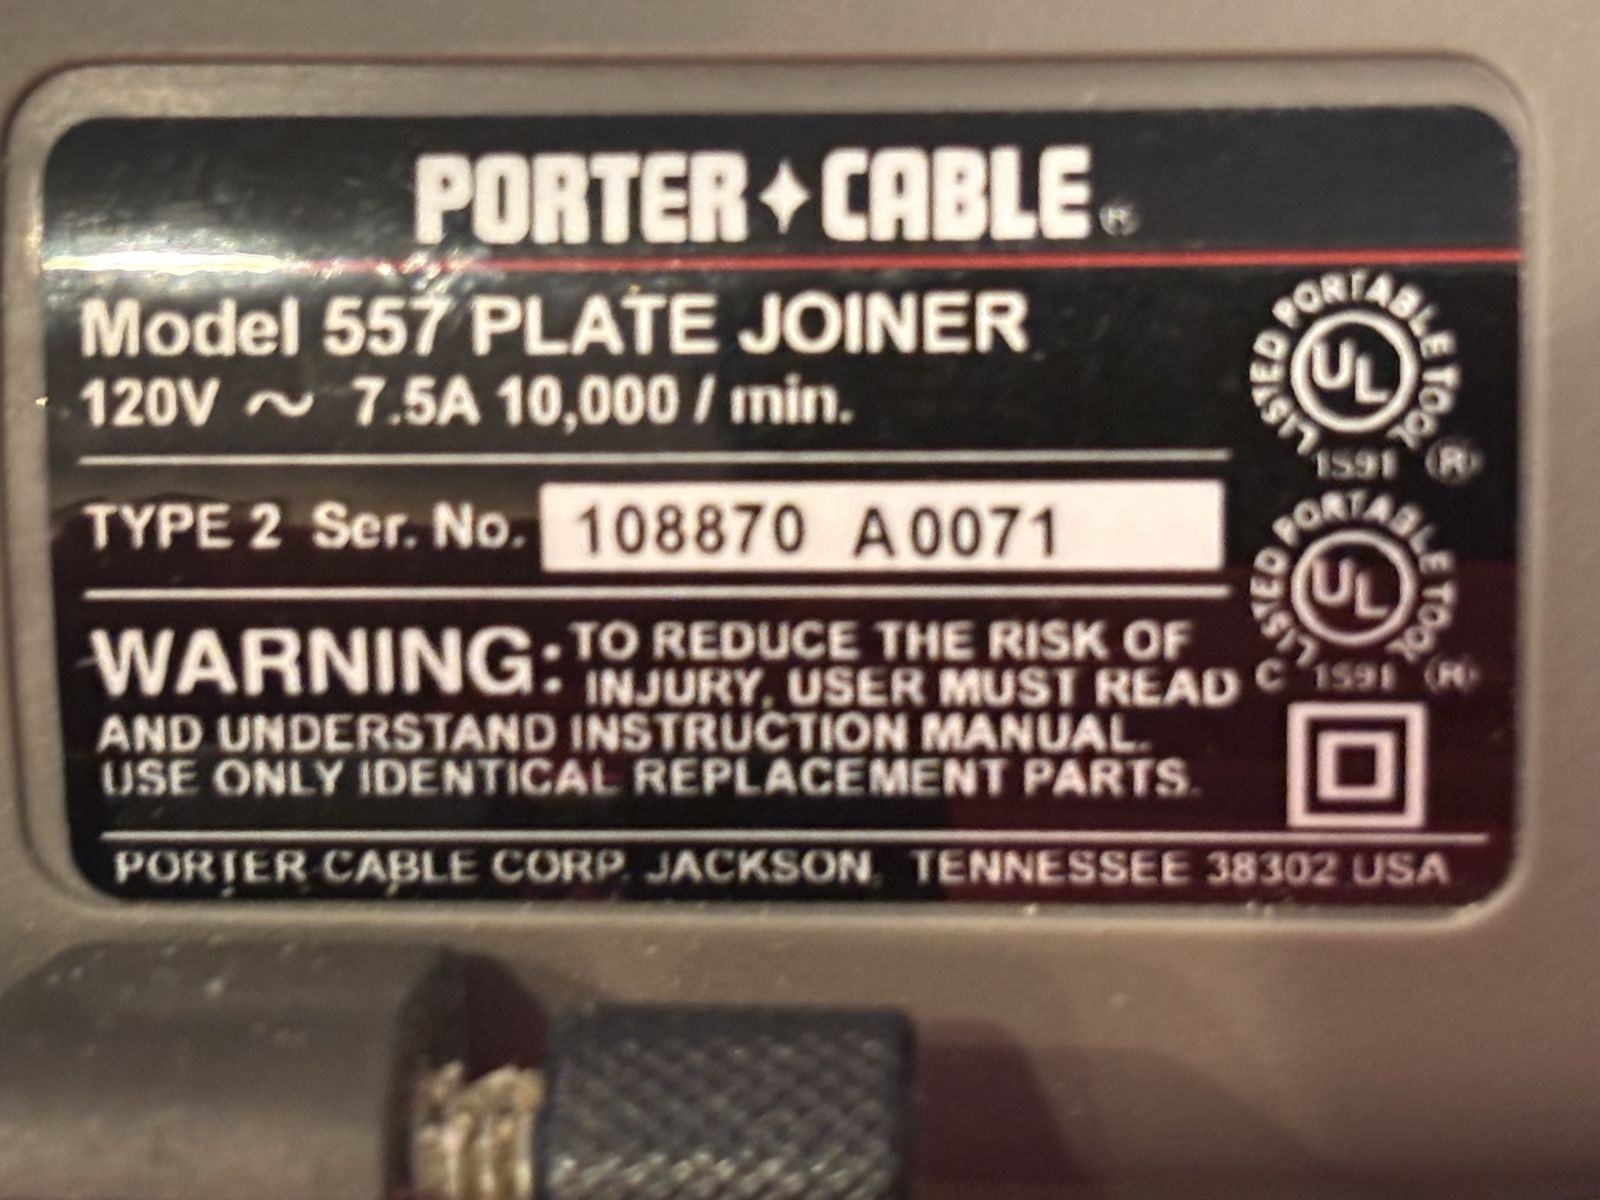 PORTER✦CABLE®
Model 557 PLATE JOINER
120V ~ 7.5A 10,000 / min.
TYPE 2 Ser. No. 108870 A0071
WARNING: TO REDUCE THE RISK OF
INJURY, USER MUST READ
AND UNDERSTAND INSTRUCTION MANUAL.
USE ONLY IDENTICAL REPLACEMENT PARTS.
PORTER-CABLE CORP. JACKSON, TENNESSEE 38302 USA
LISTED PORTABLE TOOL
UL
1S91 ®
LISTED PORTABLE TOOL
UL
C 1S91 ®